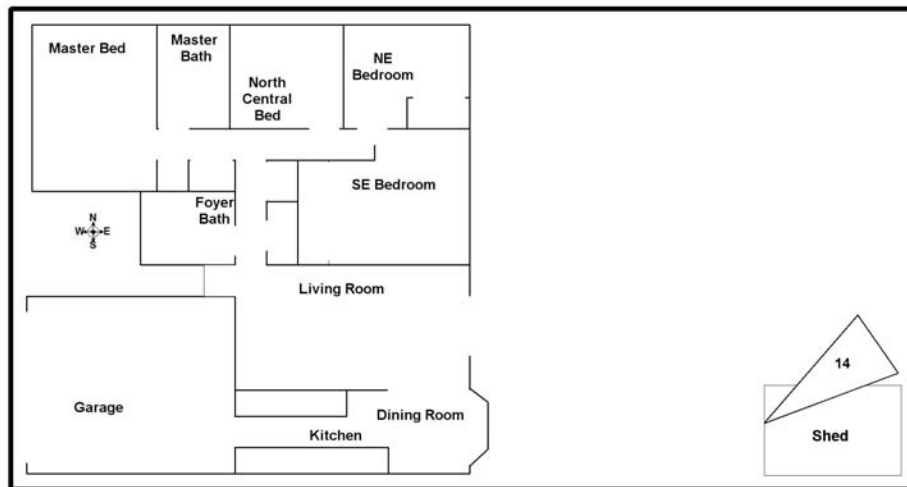 Master Bed
Master
Bath
North
Central
Bed
NE
Bedroom
SE Bedroom
Foyer
Bath
N
W E
S
Living Room
14
Garage
Dining Room
Kitchen
Shed